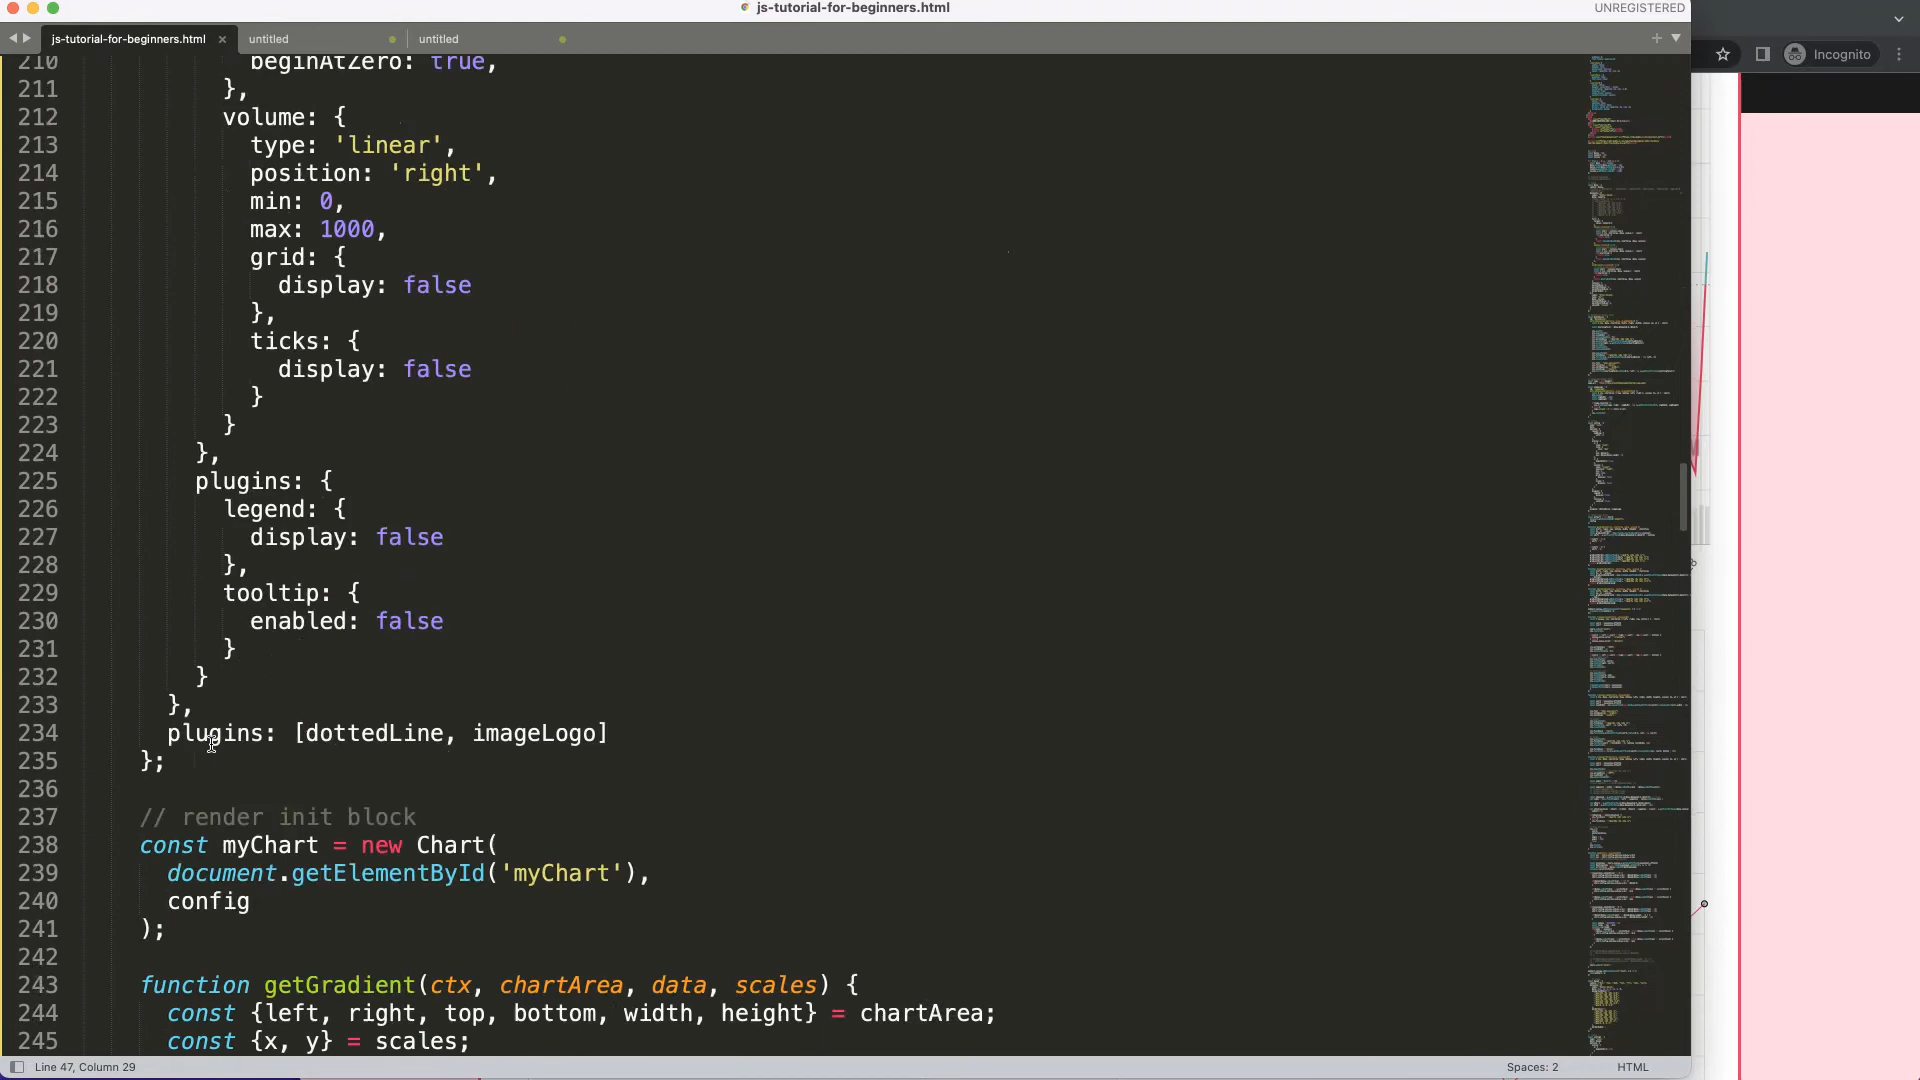 js-tutorial-for-beginners.html
UNREGISTERED
js-tutorial-for-beginners.html × untitled untitled
Incognito
210 beginAtZero: true,
211 },
212 volume: {
213 type: 'linear',
214 position: 'right',
215 min: 0,
216 max: 1000,
217 grid: {
218 display: false
219 },
220 ticks: {
221 display: false
222 }
223 }
224 },
225 plugins: {
226 legend: {
227 display: false
228 },
229 tooltip: {
230 enabled: false
231 }
232 }
233 },
234 plugins: [dottedLine, imageLogo]
235 };
236
237 // render init block
238 const myChart = new Chart(
239 document.getElementById('myChart'),
240 config
241 );
242
243 function getGradient(ctx, chartArea, data, scales) {
244 const {left, right, top, bottom, width, height} = chartArea;
245 const {x, y} = scales;
Line 47, Column 29
Spaces: 2
HTML